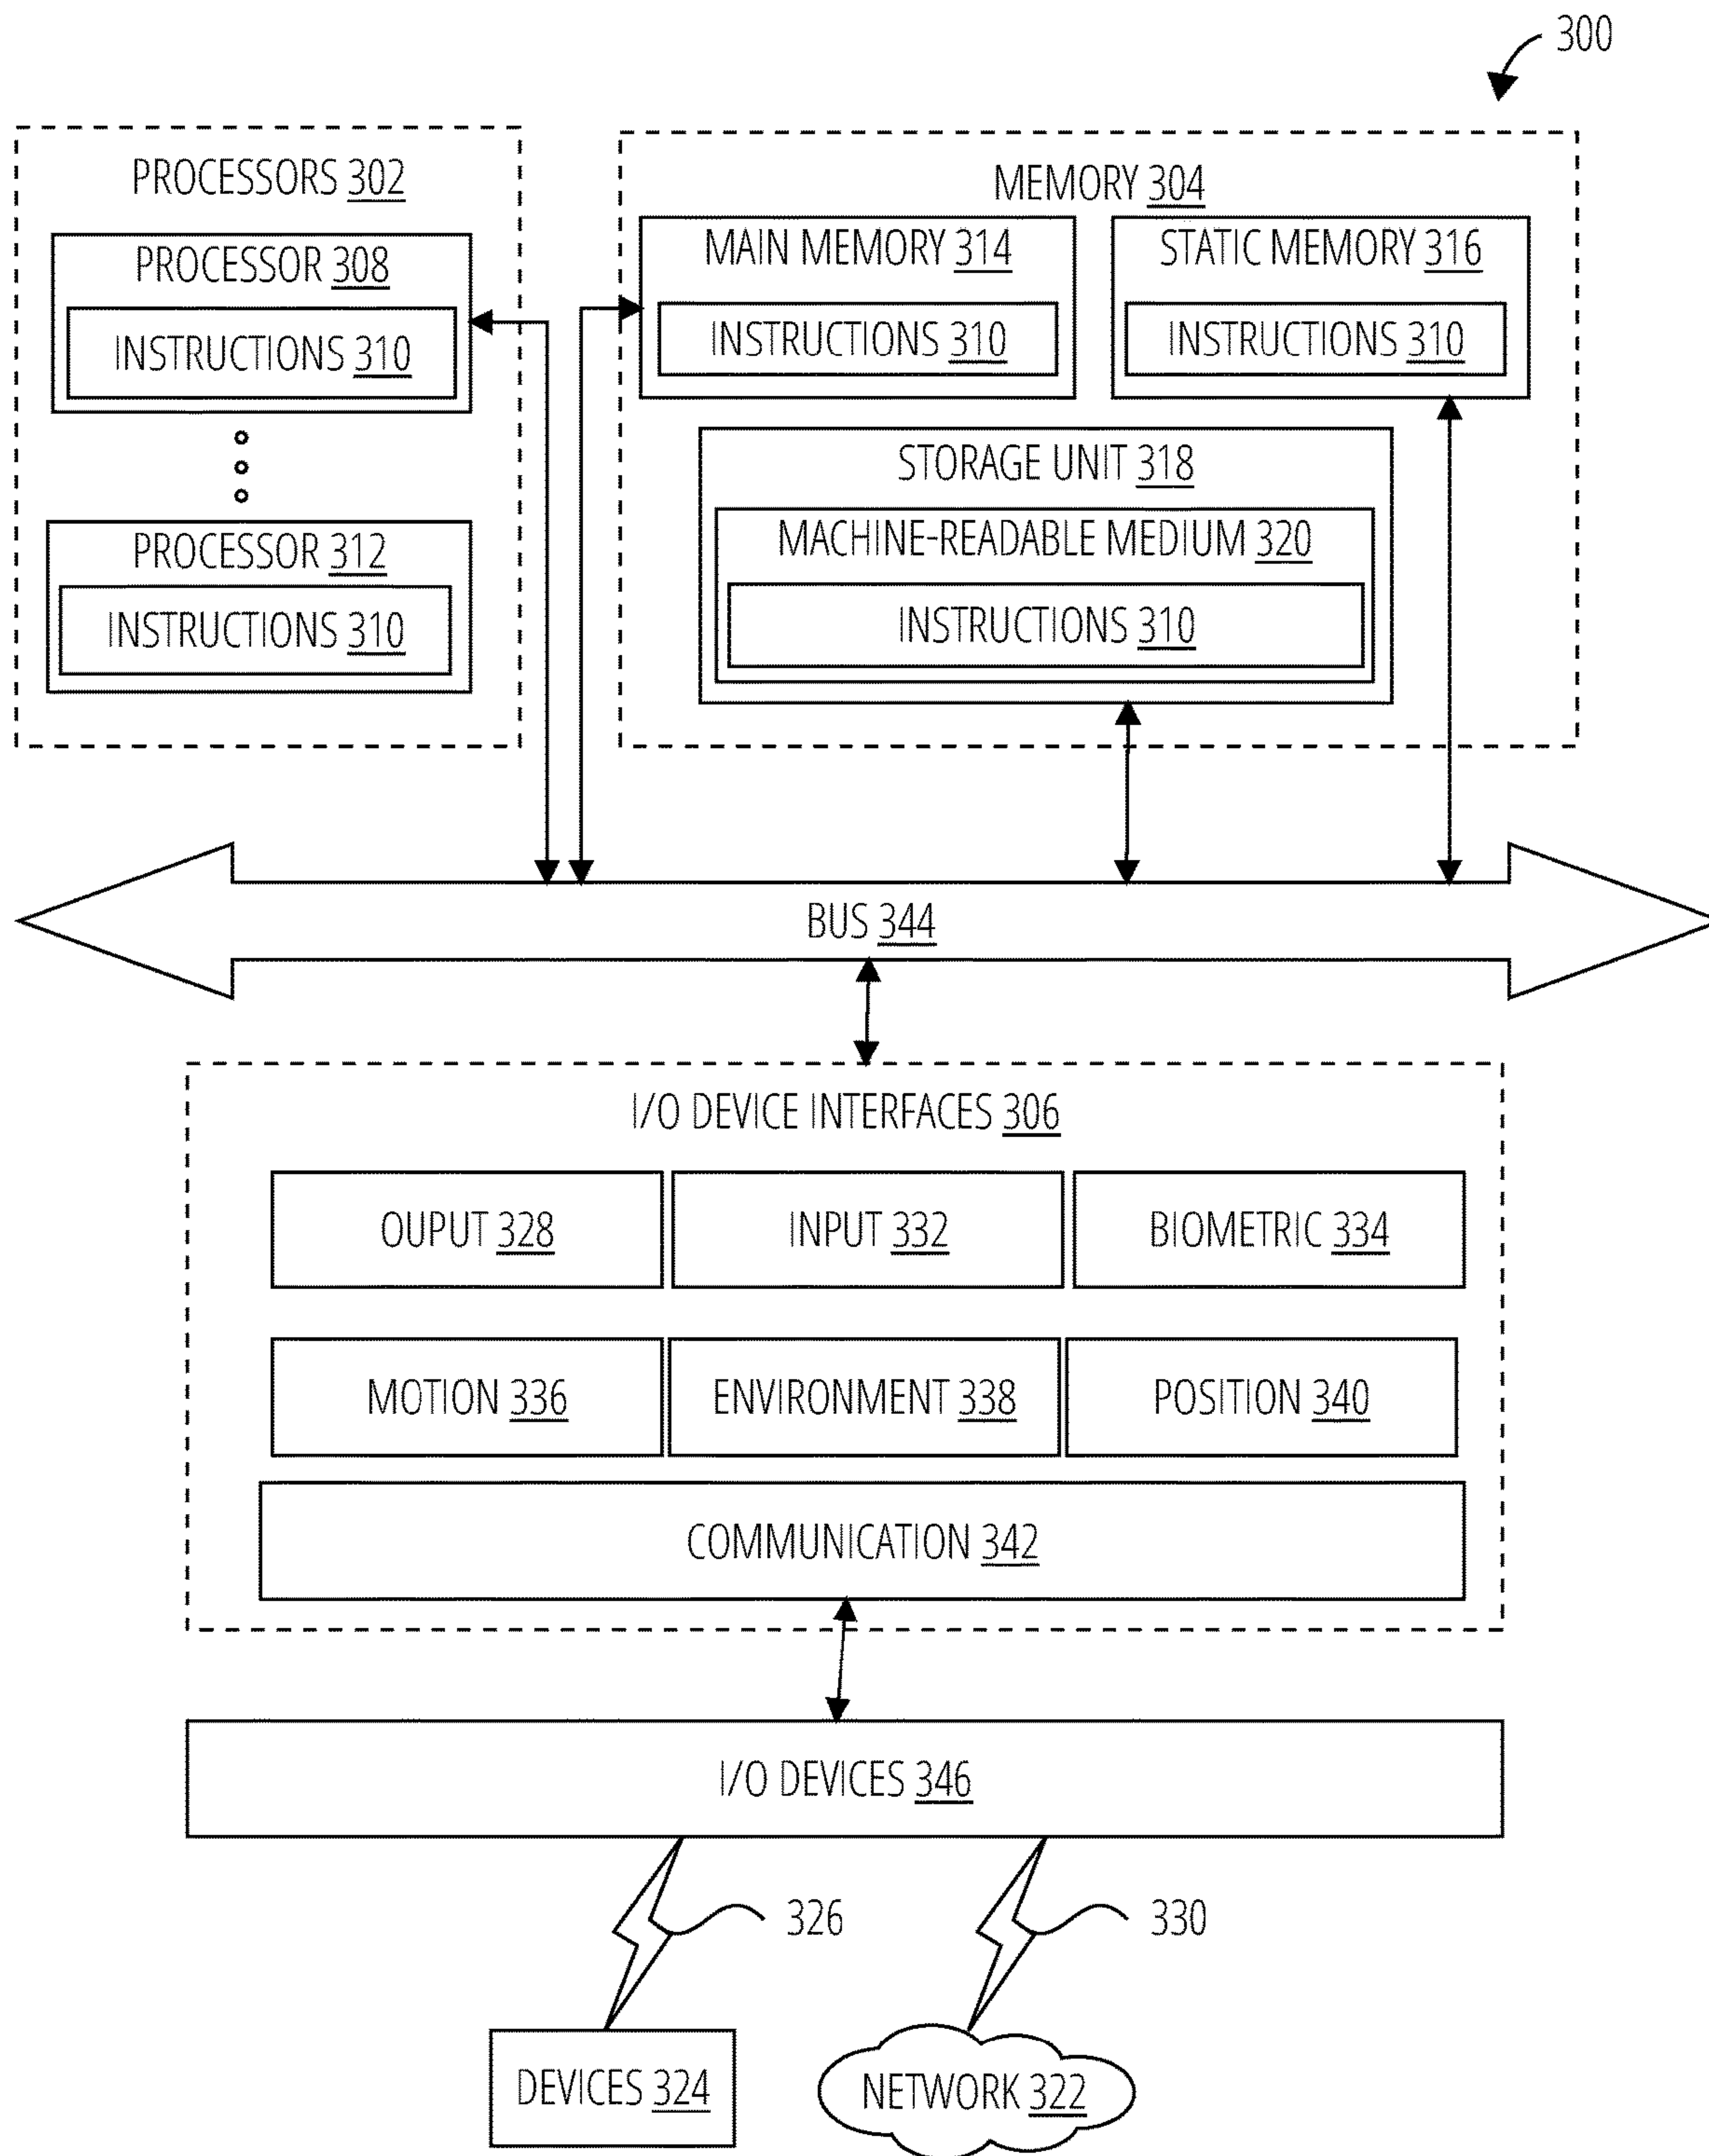 300
PROCESSORS 302
PROCESSOR 308
INSTRUCTIONS 310
PROCESSOR 312
INSTRUCTIONS 310
MEMORY 304
MAIN MEMORY 314
INSTRUCTIONS 310
STATIC MEMORY 316
INSTRUCTIONS 310
STORAGE UNIT 318
MACHINE-READABLE MEDIUM 320
INSTRUCTIONS 310
BUS 344
I/O DEVICE INTERFACES 306
OUPUT 328
INPUT 332
BIOMETRIC 334
MOTION 336
ENVIRONMENT 338
POSITION 340
COMMUNICATION 342
I/O DEVICES 346
326
330
DEVICES 324
NETWORK 322